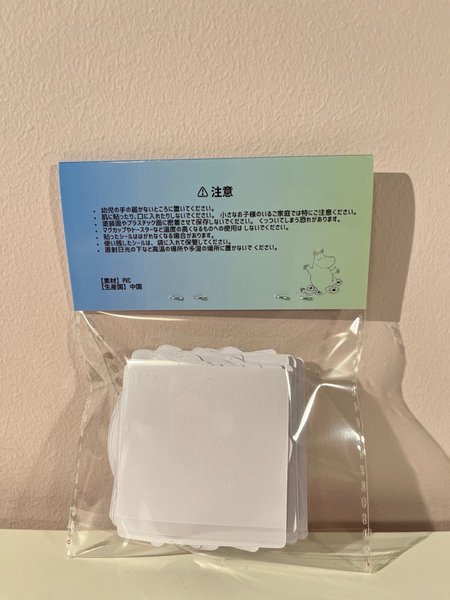 ⚠ 注意
・ 幼児の手の届かないところに置いてください。
・ 肌に貼ったり、口に入れたりしないでください。 小さなお子様のいるご家庭では特にご注意ください。
・ 塗装面やプラスチック面に密着させて保存しないでください。 くっついてしまう恐れがあります。
・ マグカップやトースターなど温度の高くなるものへの使用は しないでください。
・ 貼ったシールははがれなくなる場合があります。
・ 使い残したシールは、 袋に入れて保管してください。
・ 直射日光の下など高温の場所や多湿の場所に置かないで ください。
【素材】 PVC
【生産国】 中国